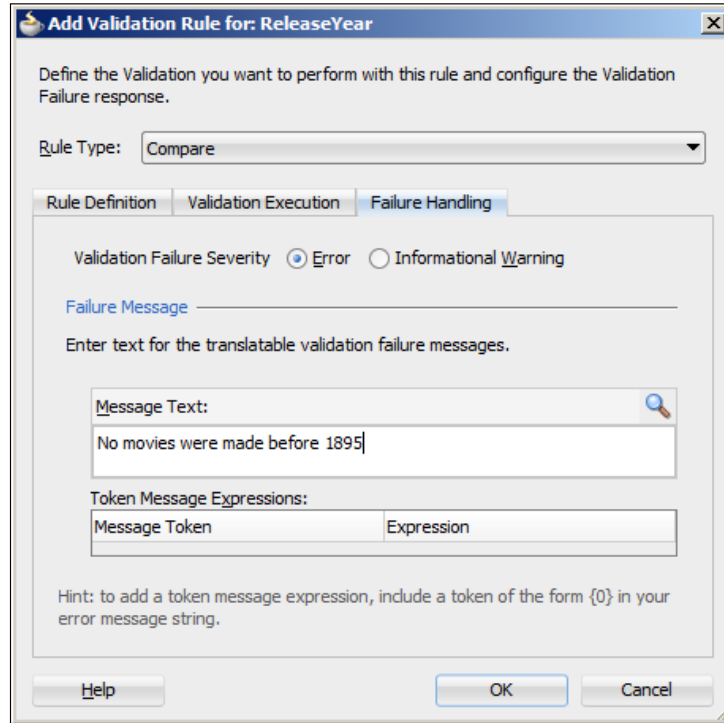 Add Validation Rule for: ReleaseYear
Define the Validation you want to perform with this rule and configure the Validation
Failure response.
Rule Type: Compare
Rule Definition Validation Execution Failure Handling
Validation Failure Severity Error Informational Warning
Failure Message
Enter text for the translatable validation failure messages.
Message Text:
No movies were made before 1895
Token Message Expressions:
Message Token Expression
Hint: to add a token message expression, include a token of the form {0} in your
error message string.
Help OK Cancel